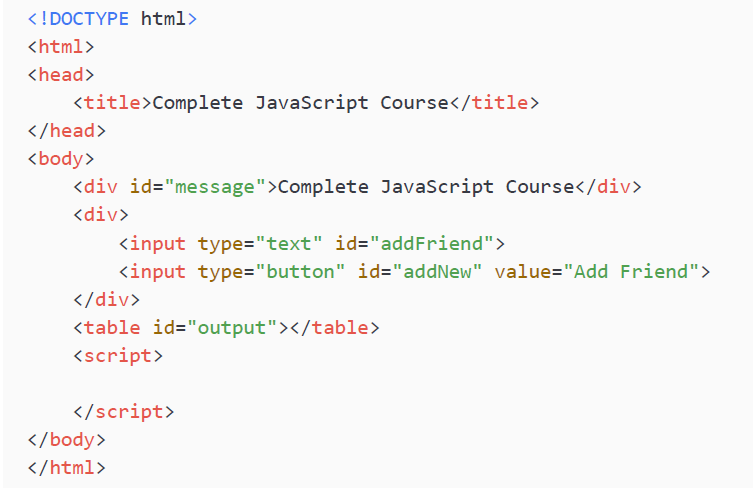 <!DOCTYPE html>
<html>
<head>
    <title>Complete JavaScript Course</title>
</head>
<body>
    <div id="message">Complete JavaScript Course</div>
    <div>
        <input type="text" id="addFriend">
        <input type="button" id="addNew" value="Add Friend">
    </div>
    <table id="output"></table>
    <script>

    </script>
</body>
</html>